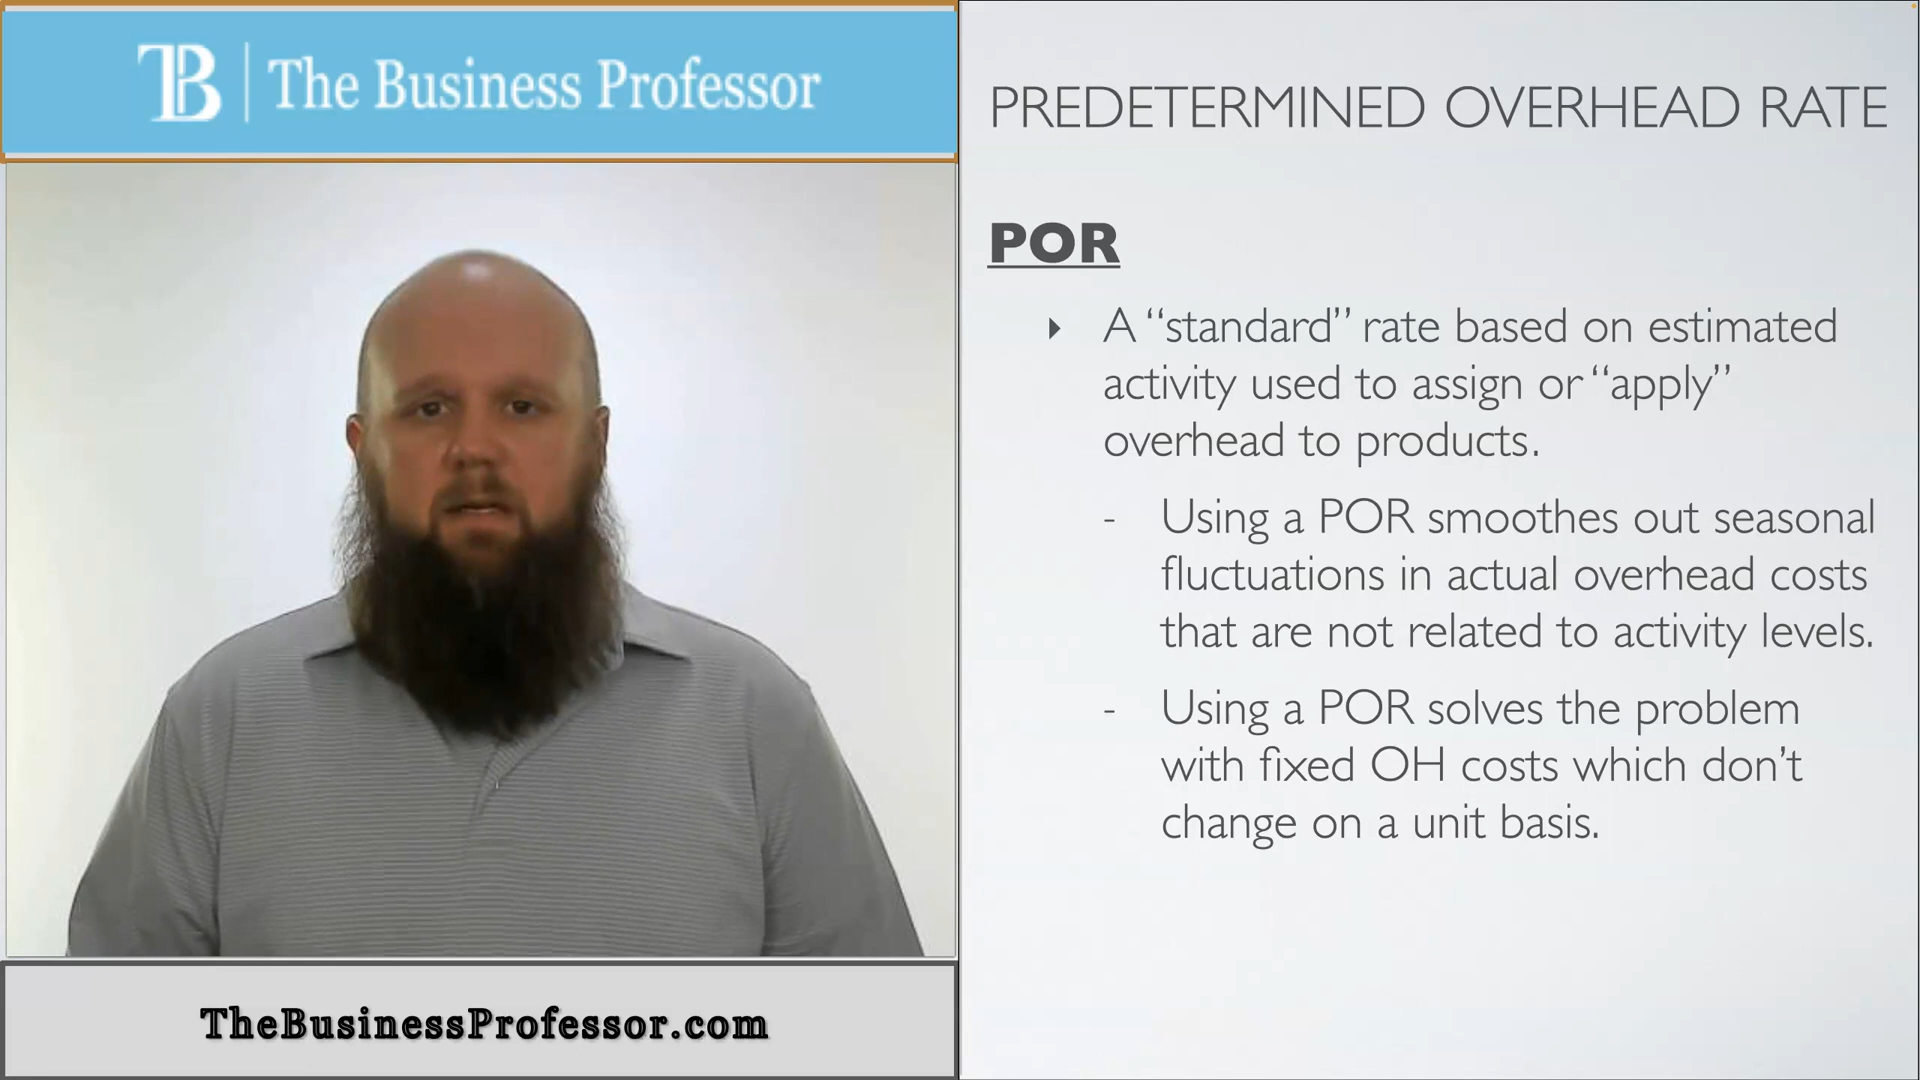 TB | The Business Professor
TheBusinessProfessor.com
PREDETERMINED OVERHEAD RATE
POR
A “standard” rate based on estimated
activity used to assign or “apply”
overhead to products.
- Using a POR smoothes out seasonal
fluctuations in actual overhead costs
that are not related to activity levels.
- Using a POR solves the problem
with fixed OH costs which don’t
change on a unit basis.